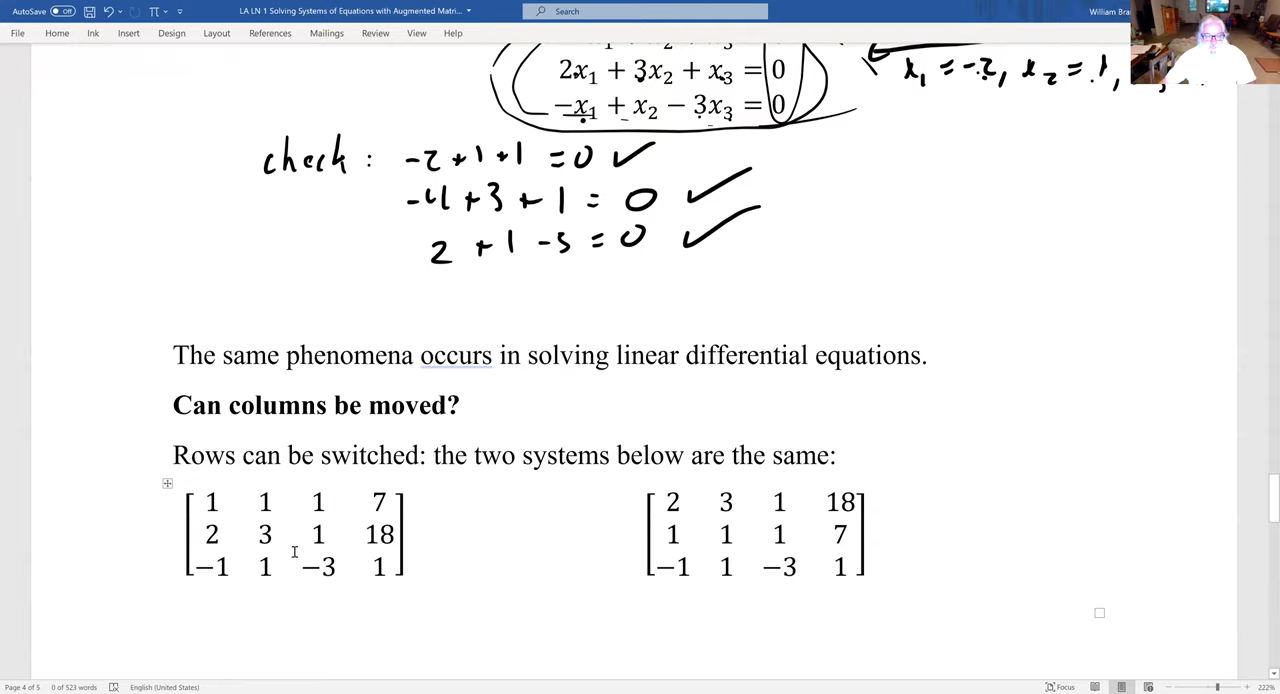 AutoSave Off LA LN 1 Solving Systems of Equations with Augmented Matri... Search William Bra
File Home Ink Insert Design Layout References Mailings Review View Help
2x₁ + 3x₂ + x₃ = 0 x₁ = -2, x₂ = 1,
−x₁ + x₂ − 3x₃ = 0
check: -2 + 1 + 1 = 0 ✓
-4 + 3 + 1 = 0 ✓
2 + 1 - 3 = 0 ✓
The same phenomena occurs in solving linear differential equations.
Can columns be moved?
Rows can be switched: the two systems below are the same:
1 1 1 7 2 3 1 18
2 3 1 18 1 1 1 7
−1 1 −3 1 −1 1 −3 1
Page 4 of 5 0 of 523 words English (United States) Focus 222%